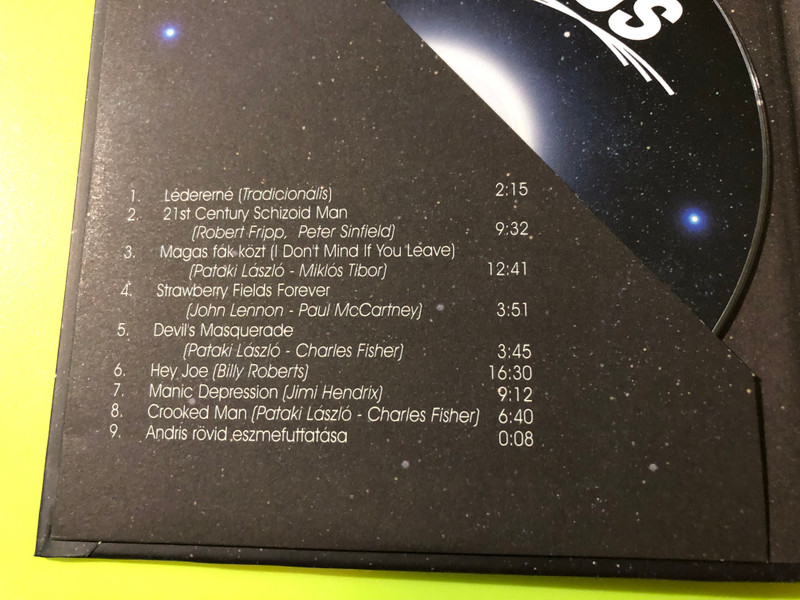 1. Lédererné (Tradicionális) 2:15
2. 21st Century Schizoid Man
(Robert Fripp, Peter Sinfield) 9:32
3. Magas fák közt (I Don't Mind If You Leave)
(Pataki László - Miklós Tibor) 12:41
4. Strawberry Fields Forever
(John Lennon - Paul McCartney) 3:51
5. Devil's Masquerade
(Pataki László - Charles Fisher) 3:45
6. Hey Joe (Billy Roberts) 16:30
7. Manic Depression (Jimi Hendrix) 9:12
8. Crooked Man (Pataki László - Charles Fisher) 6:40
9. Andris rövid eszmefuttatása 0:08